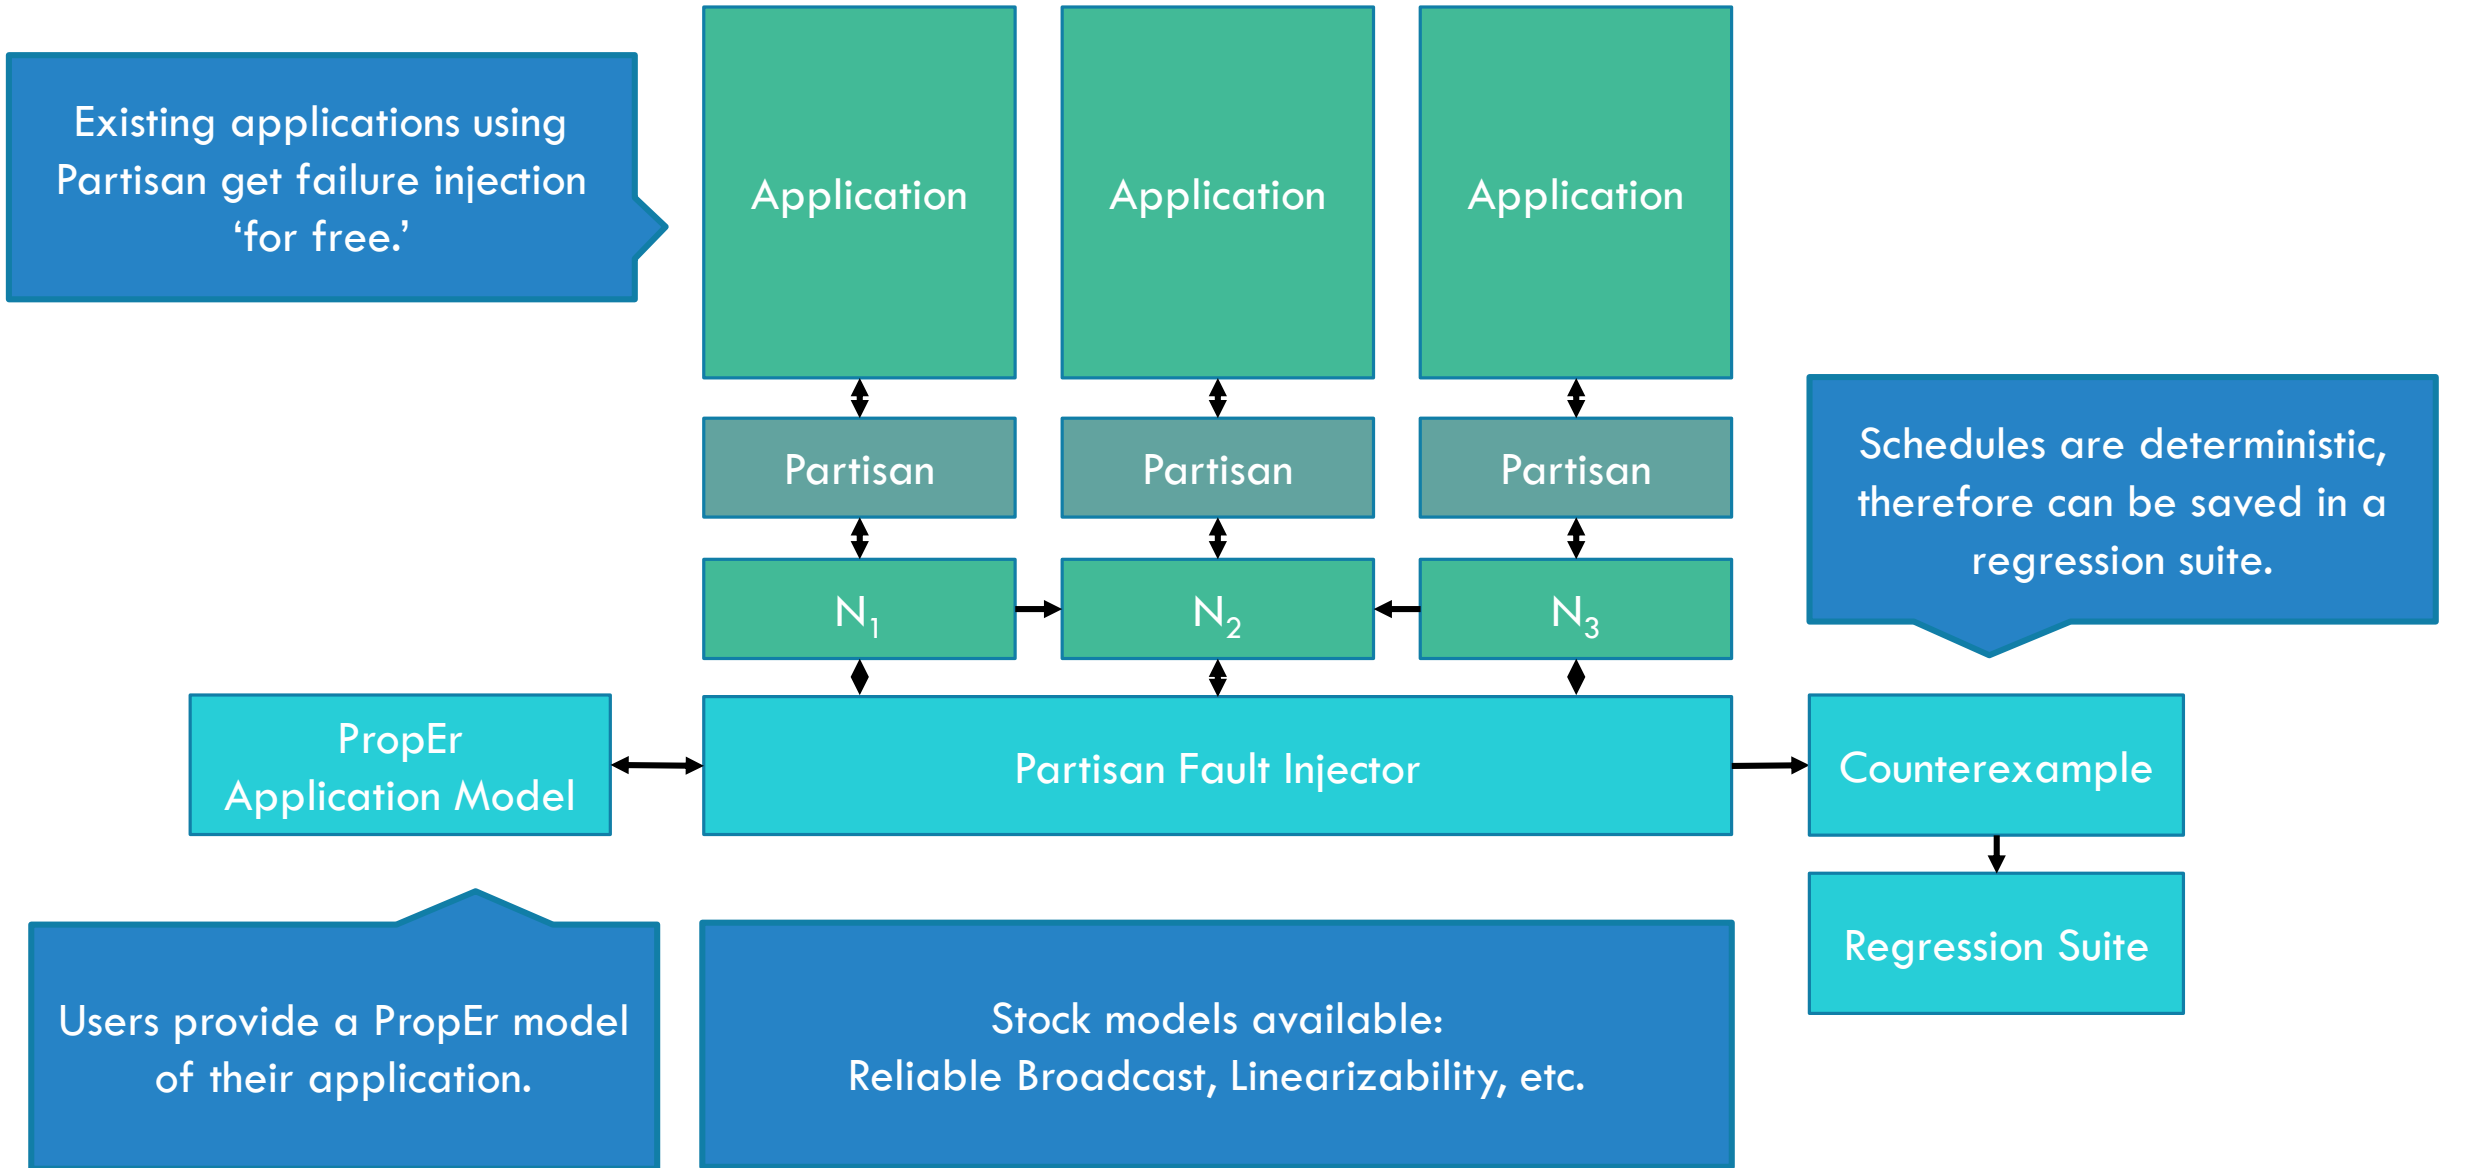 Existing applications using
Partisan get failure injection
‘for free.’
Application
Application
Application
Partisan
Partisan
Partisan
Schedules are deterministic,
therefore can be saved in a
regression suite.
N₁
N₂
N₃
PropEr
Application Model
Partisan Fault Injector
Counterexample
Regression Suite
Users provide a PropEr model
of their application.
Stock models available:
Reliable Broadcast, Linearizability, etc.